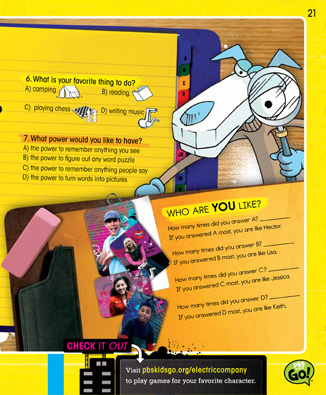 21
6. What is your favorite thing to do?
A) camping
B) reading
C) playing chess
D) writing music
7. What power would you like to have?
A) the power to remember anything you see
B) the power to figure out any word puzzle
C) the power to remember anything people say
D) the power to turn words into pictures
WHO ARE YOU LIKE?
How many times did you answer A?
If you answered A most, you are like Hector.
How many times did you answer B?
If you answered B most, you are like Lisa.
How many times did you answer C?
If you answered C most, you are like Jessica.
How many times did you answer D?
If you answered D most, you are like Keith.
CHECK IT OUT
Visit pbskidsgo.org/electriccompany
to play games for your favorite character.
PBS
KIDS
GO!